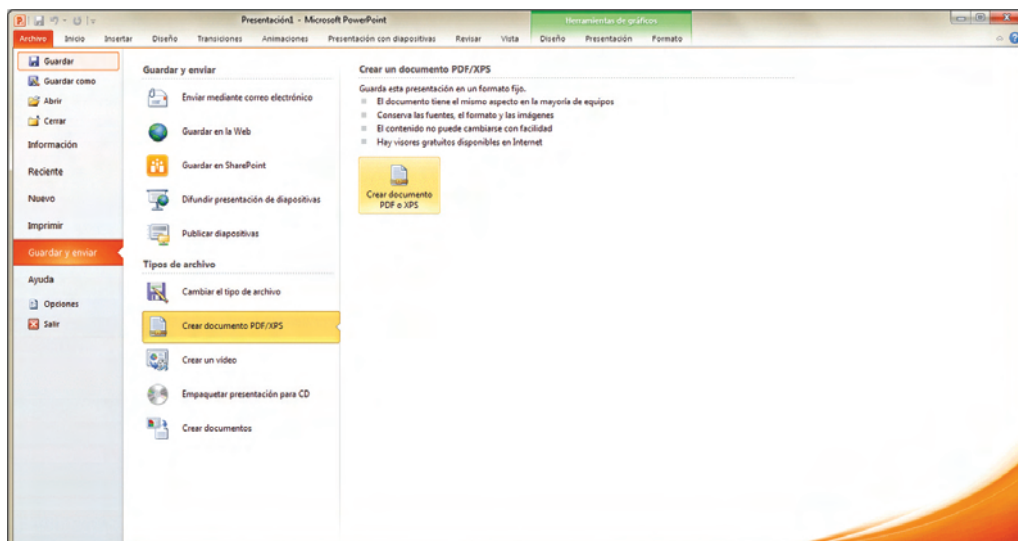 Presentación1 - Microsoft PowerPoint
Herramientas de gráficos
Archivo Inicio Insertar Diseño Transiciones Animaciones Presentación con diapositivas Revisar Vista Diseño Presentación Formato
Guardar
Guardar como
Abrir
Cerrar
Información
Reciente
Nuevo
Imprimir
Guardar y enviar
Ayuda
Opciones
Salir
Guardar y enviar
Enviar mediante correo electrónico
Guardar en la Web
Guardar en SharePoint
Difundir presentación de diapositivas
Publicar diapositivas
Tipos de archivo
Cambiar el tipo de archivo
Crear documento PDF/XPS
Crear un vídeo
Empaquetar presentación para CD
Crear documentos
Crear un documento PDF/XPS
Guarda esta presentación en un formato fijo.
El documento tiene el mismo aspecto en la mayoría de equipos
Conserva las fuentes, el formato y las imágenes
El contenido no puede cambiarse con facilidad
Hay visores gratuitos disponibles en Internet
Crear documento
PDF o XPS